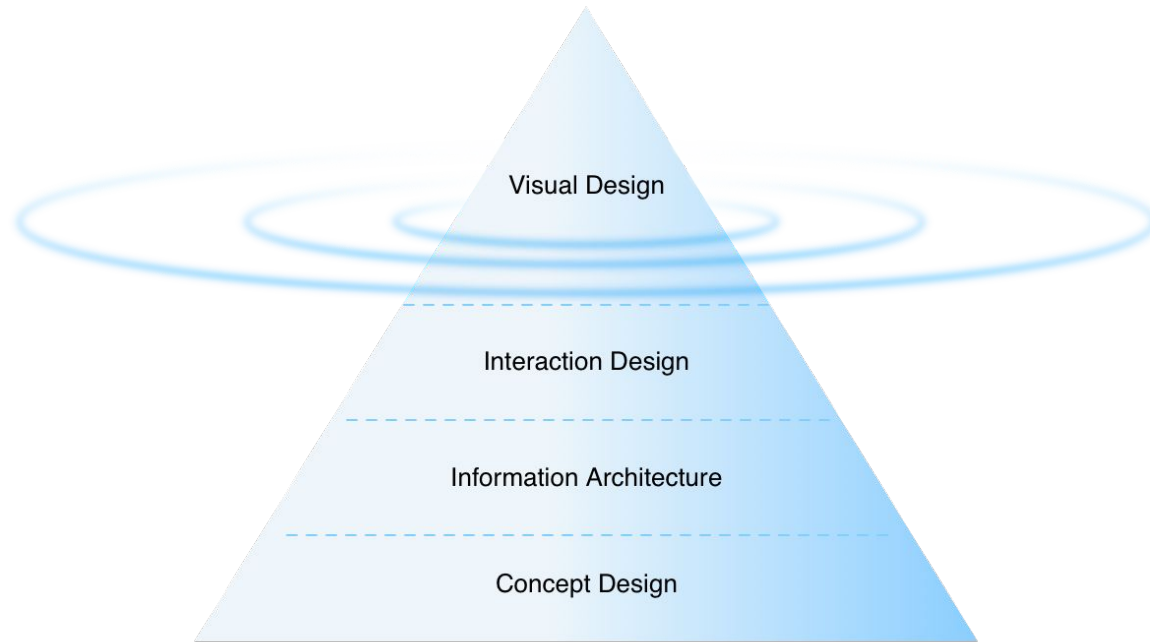 Visual Design
Interaction Design
Information Architecture
Concept Design